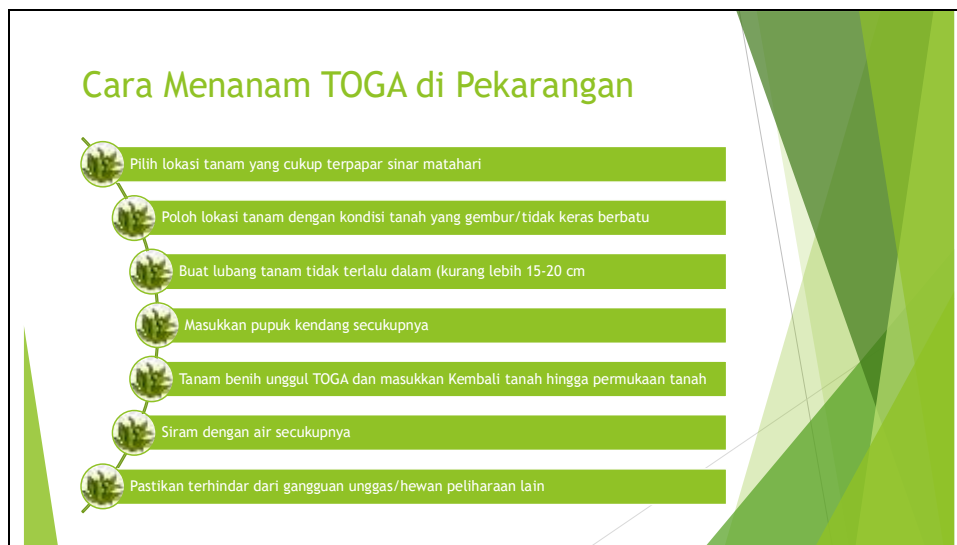 Cara Menanam TOGA di Pekarangan
Pilih lokasi tanam yang cukup terpapar sinar matahari
Poloh lokasi tanam dengan kondisi tanah yang gembur/tidak keras berbatu
Buat lubang tanam tidak terlalu dalam (kurang lebih 15-20 cm
Masukkan pupuk kendang secukupnya
Tanam benih unggul TOGA dan masukkan Kembali tanah hingga permukaan tanah
Siram dengan air secukupnya
Pastikan terhindar dari gangguan unggas/hewan peliharaan lain